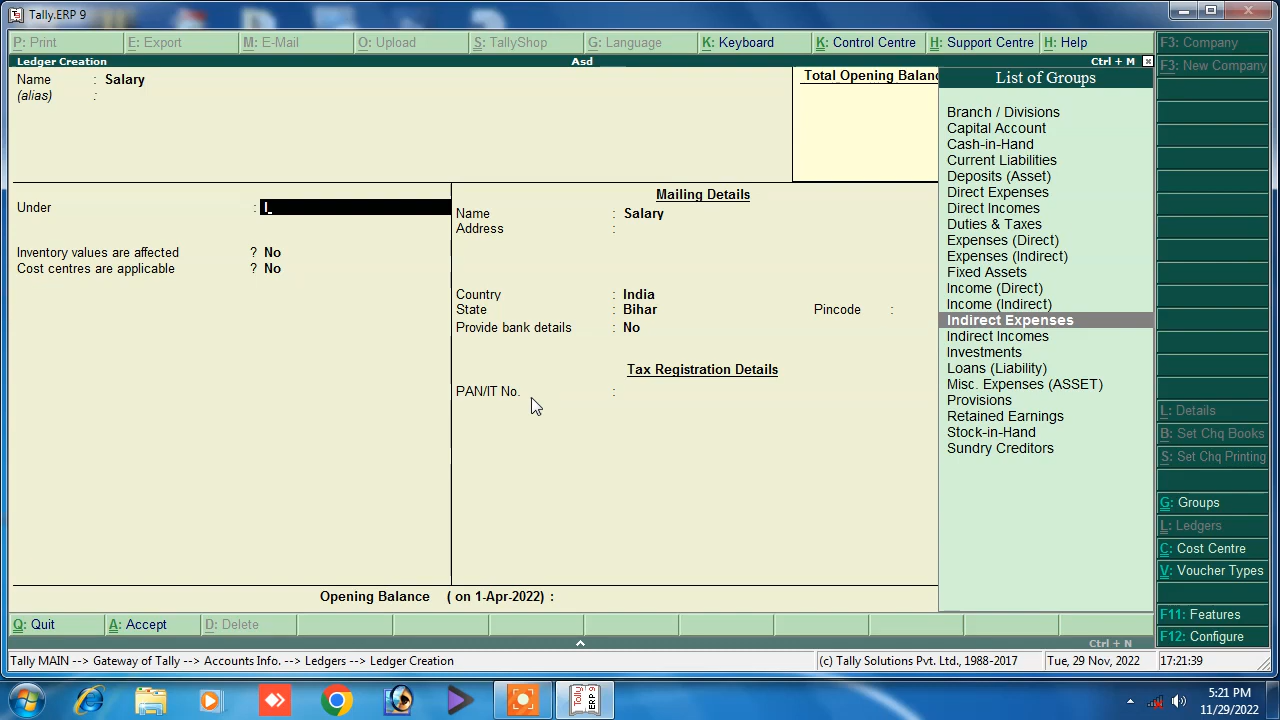 Tally.ERP 9
P: Print E: Export M: E-Mail O: Upload S: TallyShop G: Language K: Keyboard K: Control Centre H: Support Centre H: Help F3: Company
Ledger Creation Asd Ctrl + M
F3: New Company
Name : Salary
(alias) :
Total Opening Balanc
List of Groups
Branch / Divisions
Capital Account
Cash-in-Hand
Current Liabilities
Deposits (Asset)
Direct Expenses
Direct Incomes
Duties & Taxes
Expenses (Direct)
Expenses (Indirect)
Fixed Assets
Income (Direct)
Income (Indirect)
Indirect Expenses
Indirect Incomes
Investments
Loans (Liability)
Misc. Expenses (ASSET)
Provisions
Retained Earnings
Stock-in-Hand
Sundry Creditors
Under : I
Inventory values are affected ? No
Cost centres are applicable ? No
Mailing Details
Name : Salary
Address :
Country : India
State : Bihar Pincode :
Provide bank details : No
Tax Registration Details
PAN/IT No. :
L: Details
B: Set Chq Books
S: Set Chq Printing
G: Groups
L: Ledgers
C: Cost Centre
V: Voucher Types
F11: Features
F12: Configure
Opening Balance ( on 1-Apr-2022) :
Q: Quit A: Accept D: Delete
Ctrl + N
Tally MAIN --> Gateway of Tally --> Accounts Info. --> Ledgers --> Ledger Creation (c) Tally Solutions Pvt. Ltd., 1988-2017 Tue, 29 Nov, 2022 17:21:39
5:21 PM
11/29/2022